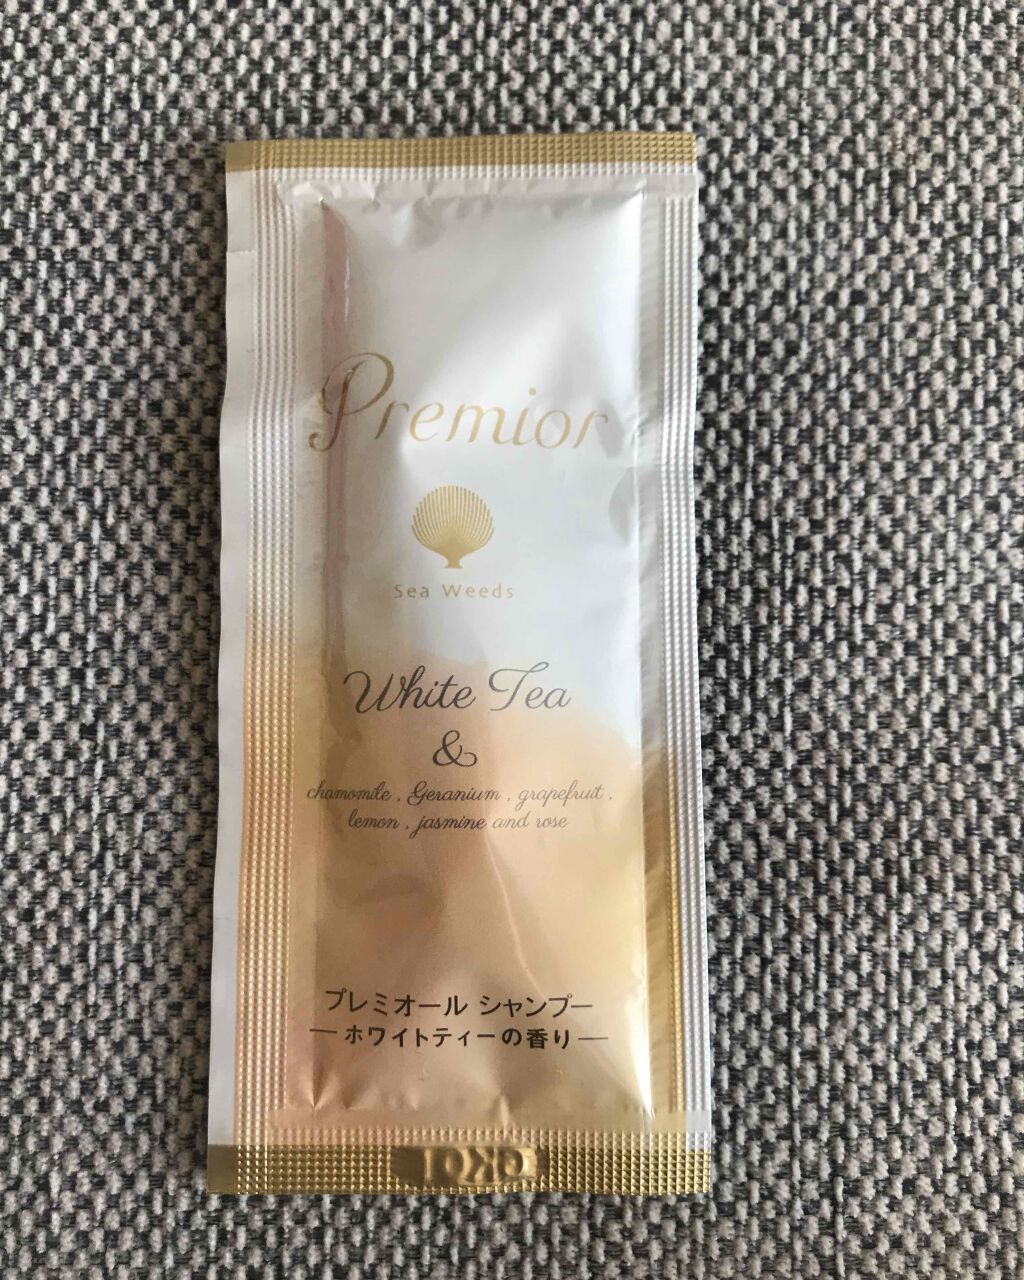 Premior
Sea Weeds
White Tea
&
chamomile, Geranium, grapefruit,
lemon, jasmine and rose
プレミオール シャンプー
―ホワイトティーの香り―